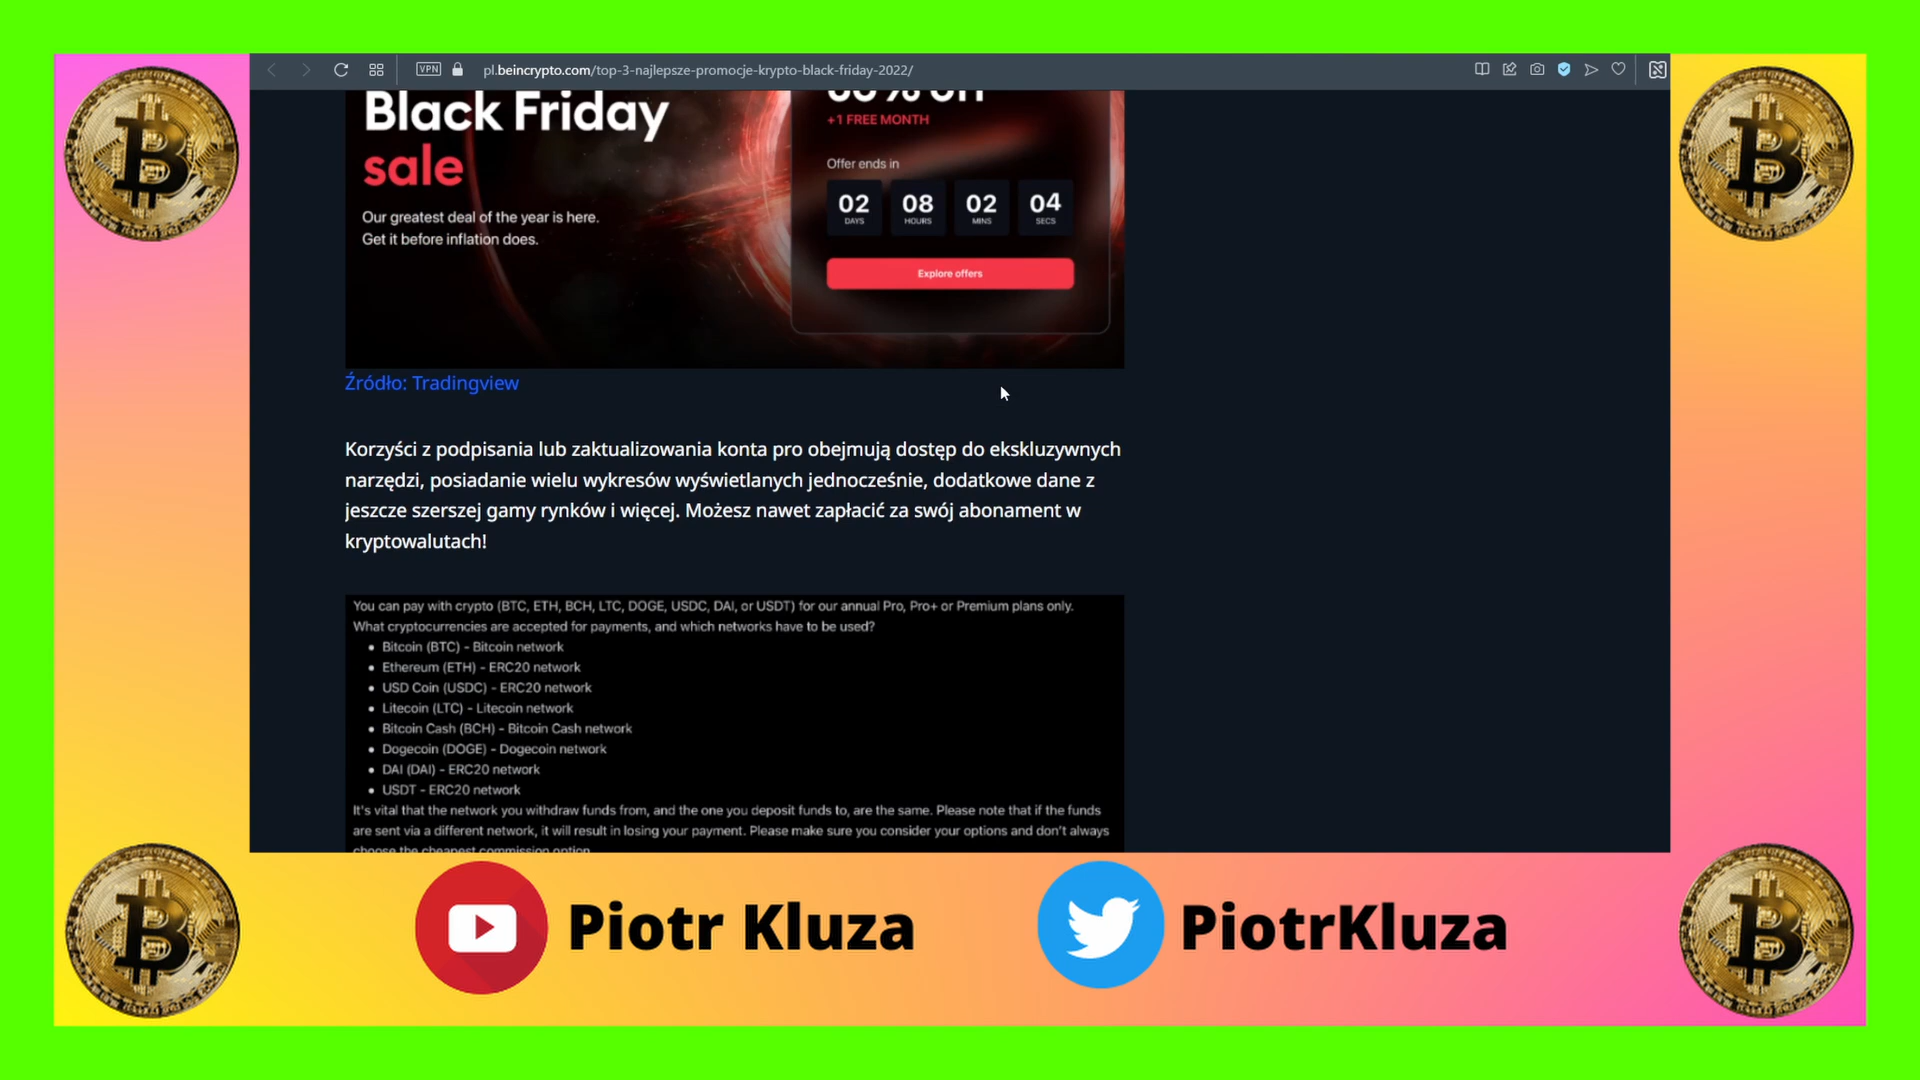 VPN
pl.beincrypto.com/top-3-najlepsze-promocje-krypto-black-friday-2022/
Black Friday
sale
Our greatest deal of the year is here.
Get it before inflation does.
+1 FREE MONTH
Offer ends in
02 08 02 04
DAYS HOURS MINS SECS
Explore offers
Źródło: Tradingview
Korzyści z podpisania lub zaktualizowania konta pro obejmują dostęp do ekskluzywnych
narzędzi, posiadanie wielu wykresów wyświetlanych jednocześnie, dodatkowe dane z
jeszcze szerszej gamy rynków i więcej. Możesz nawet zapłacić za swój abonament w
kryptowalutach!
You can pay with crypto (BTC, ETH, BCH, LTC, DOGE, USDC, DAI, or USDT) for our annual Pro, Pro+ or Premium plans only.
What cryptocurrencies are accepted for payments, and which networks have to be used?
• Bitcoin (BTC) - Bitcoin network
• Ethereum (ETH) - ERC20 network
• USD Coin (USDC) - ERC20 network
• Litecoin (LTC) - Litecoin network
• Bitcoin Cash (BCH) - Bitcoin Cash network
• Dogecoin (DOGE) - Dogecoin network
• DAI (DAI) - ERC20 network
• USDT - ERC20 network
It's vital that the network you withdraw funds from, and the one you deposit funds to, are the same. Please note that if the funds
are sent via a different network, it will result in losing your payment. Please make sure you consider your options and don't always
choose the cheapest commission option
Piotr Kluza
PiotrKluza